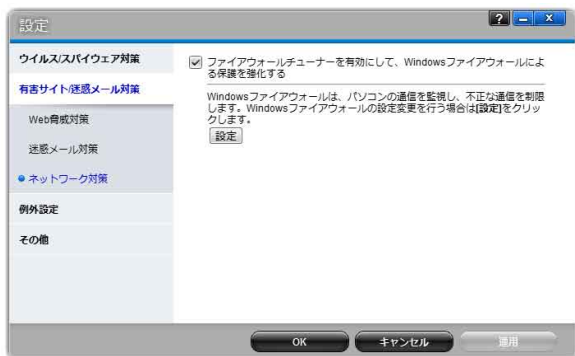 設定
? – X
ウイルス/スパイウェア対策
有害サイト/迷惑メール対策
Web脅威対策
迷惑メール対策
ネットワーク対策
例外設定
その他
ファイアウォールチューナーを有効にして、Windowsファイアウォールによ
る保護を強化する
Windowsファイアウォールは、パソコンの通信を監視し、不正な通信を制限
します。Windowsファイアウォールの設定変更を行う場合は[設定]をクリッ
クします。
設定
OK
キャンセル
適用